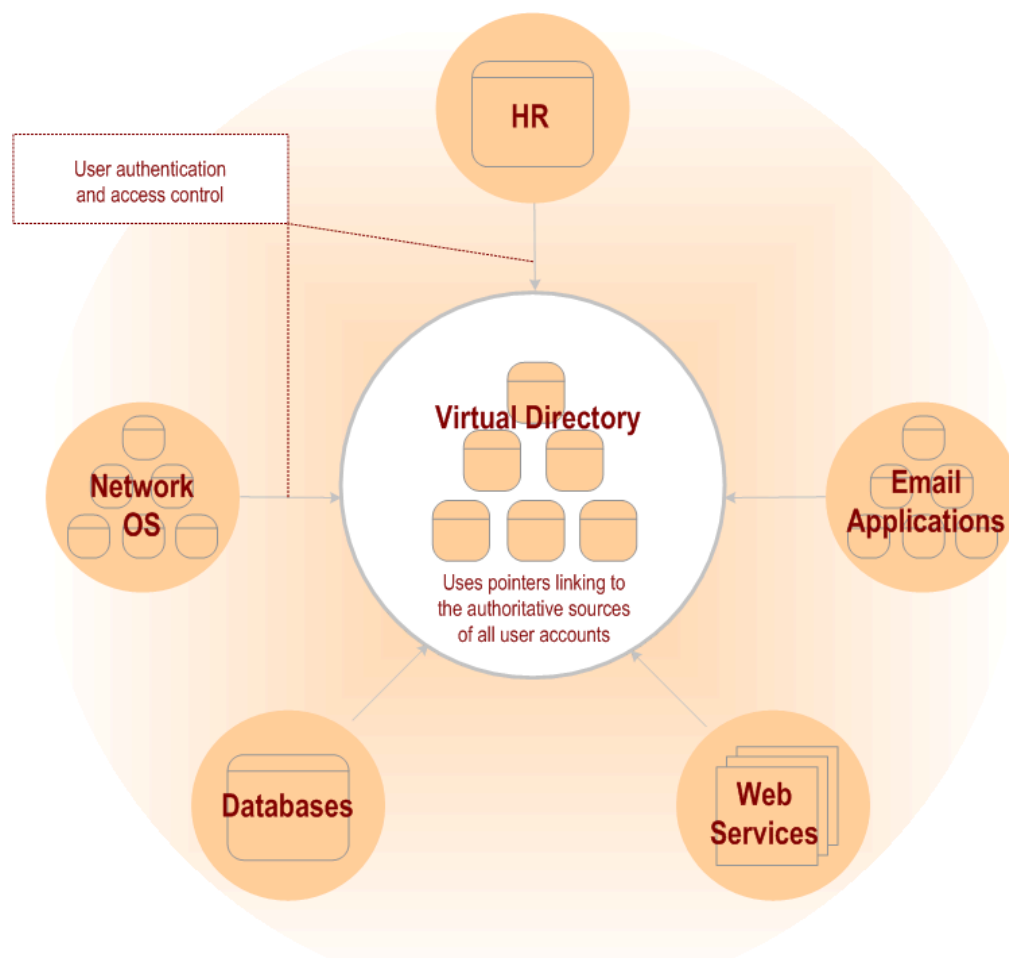 HR
User authentication
and access control
Virtual Directory
Uses pointers linking to
the authoritative sources
of all user accounts
Network
OS
Email
Applications
Databases
Web
Services